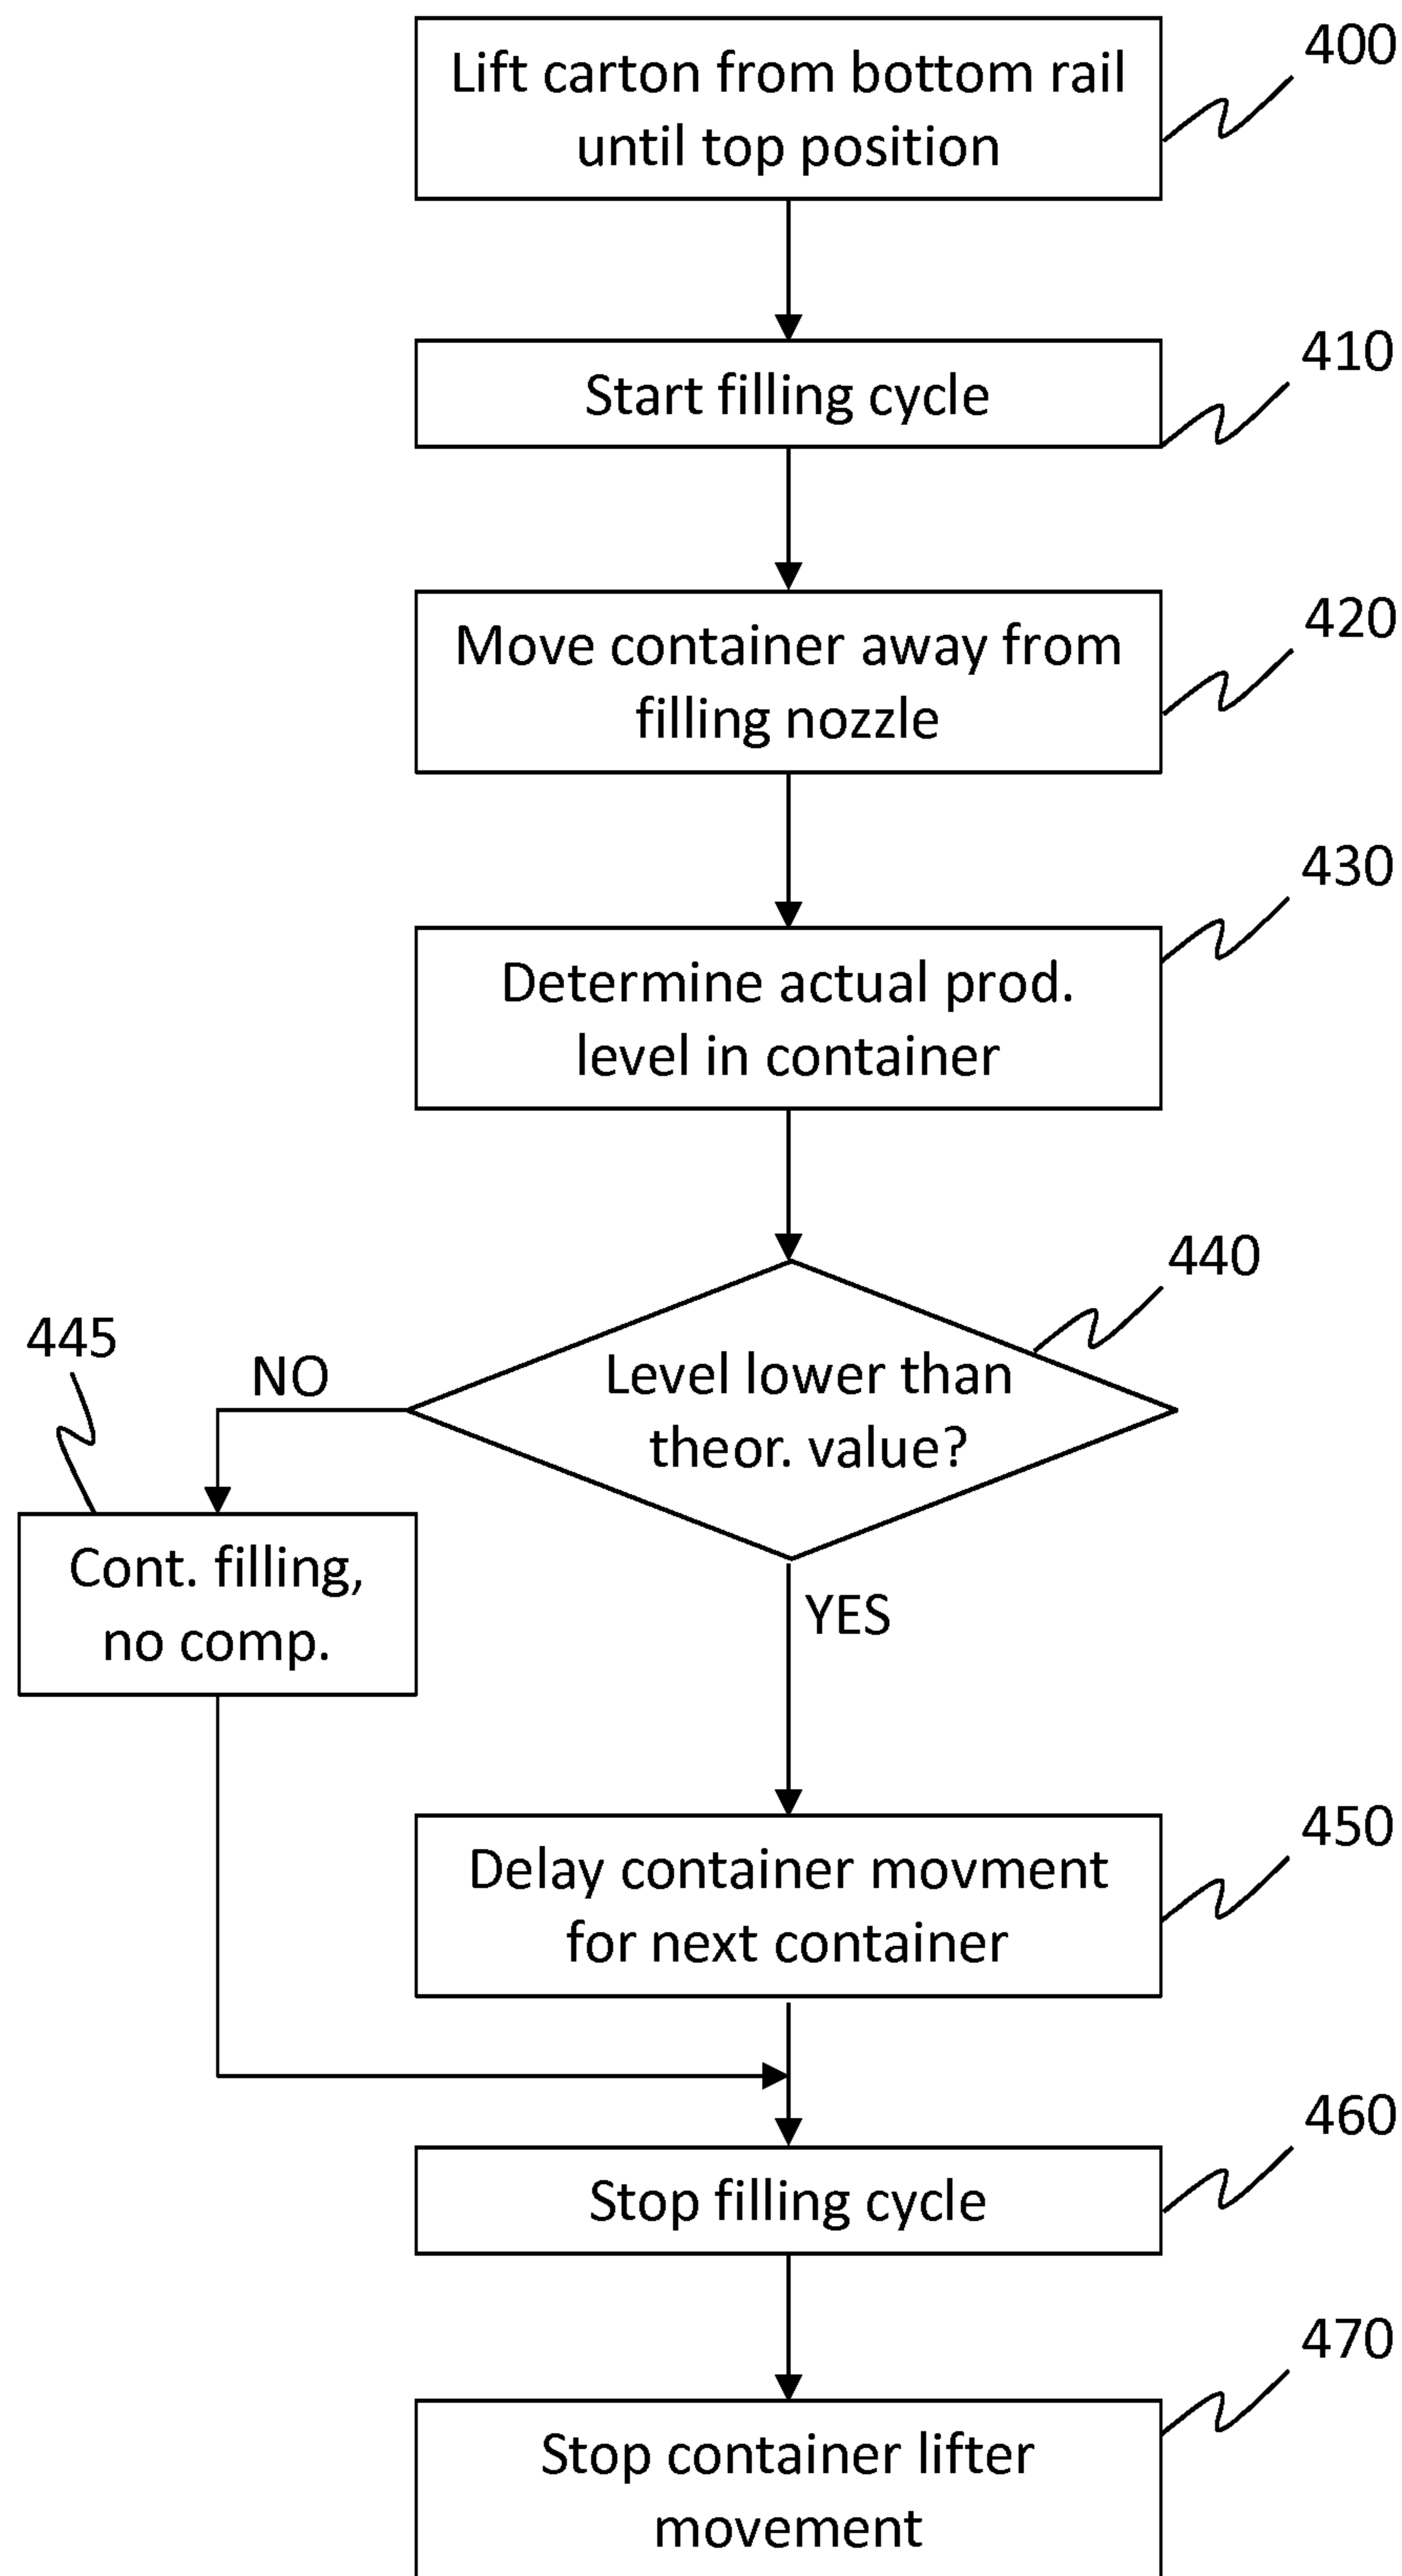 Lift carton from bottom rail
until top position
400
Start filling cycle
410
Move container away from
filling nozzle
420
Determine actual prod.
level in container
430
Level lower than
theor. value?
440
NO
445
Cont. filling,
no comp.
YES
Delay container movment
for next container
450
Stop filling cycle
460
Stop container lifter
movement
470